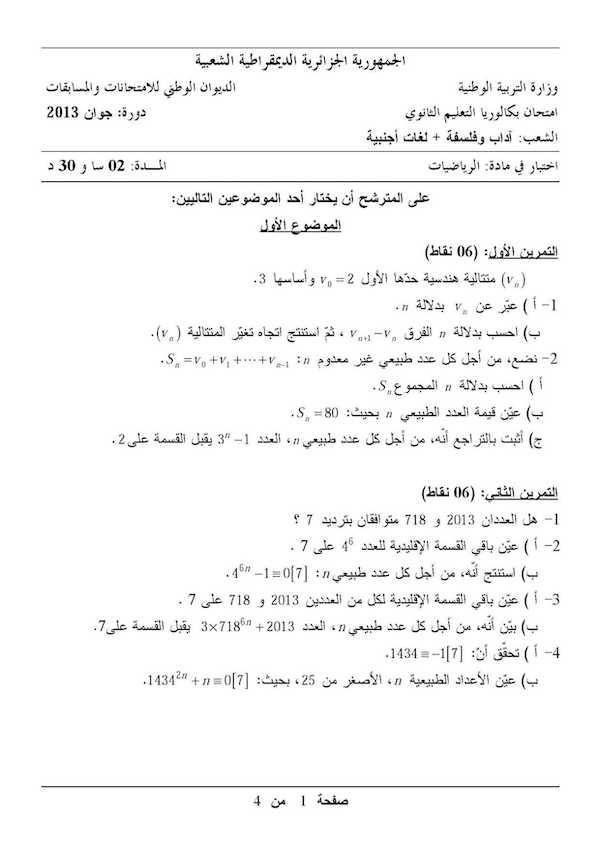 الجمهورية الجزائرية الديمقراطية الشعبية
وزارة التربية الوطنية الديوان الوطني للامتحانات والمسابقات
امتحان بكالوريا التعليم الثانوي دورة: جوان 2013
الشعب: آداب وفلسفة + لغات أجنبية
اختبار في مادة: الرياضيات المـــدة: 02 سا و 30 د
على المترشح أن يختار أحد الموضوعين التاليين:
الموضوع الأول
التمرين الأول: (06 نقاط)
(v_n) متتالية هندسية حدّها الأول v_0 = 2 وأساسها 3.
1- أ ) عبّر عن v_n بدلالة n.
ب) احسب بدلالة n الفرق v_{n+1} − v_n ، ثمّ استنتج اتجاه تغيّر المتتالية (v_n).
2- نضع، من أجل كل عدد طبيعي غير معدوم n : S_n = v_0 + v_1 + ··· + v_{n−1}.
أ ) احسب بدلالة n المجموع S_n.
ب) عيّن قيمة العدد الطبيعي n بحيث: S_n = 80.
ج) أثبت بالتراجع أنّه، من أجل كل عدد طبيعي n، العدد 3^n − 1 يقبل القسمة على 2.
التمرين الثاني: (06 نقاط)
1- هل العددان 2013 و 718 متوافقان بترديد 7 ؟
2- أ ) عيّن باقي القسمة الإقليدية للعدد 4^6 على 7 .
ب) استنتج أنّه، من أجل كل عدد طبيعي n : 4^{6n} − 1 ≡ 0[7].
3- أ ) عيّن باقي القسمة الإقليدية لكل من العددين 2013 و 718 على 7 .
ب) بيّن أنّه، من أجل كل عدد طبيعي n، العدد 3×718^{6n} + 2013 يقبل القسمة على 7.
4- أ ) تحقّق أنّ: 1434 ≡ −1[7].
ب) عيّن الأعداد الطبيعية n، الأصغر من 25، بحيث: 1434^{2n} + n ≡ 0[7].
صفحة 1 من 4